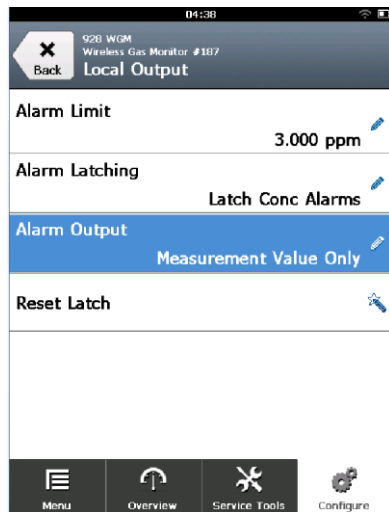 04:38
928 WGM
Wireless Gas Monitor #187
Back
Local Output
Alarm Limit
3.000 ppm
Alarm Latching
Latch Conc Alarms
Alarm Output
Measurement Value Only
Reset Latch
Menu
Overview
Service Tools
Configure